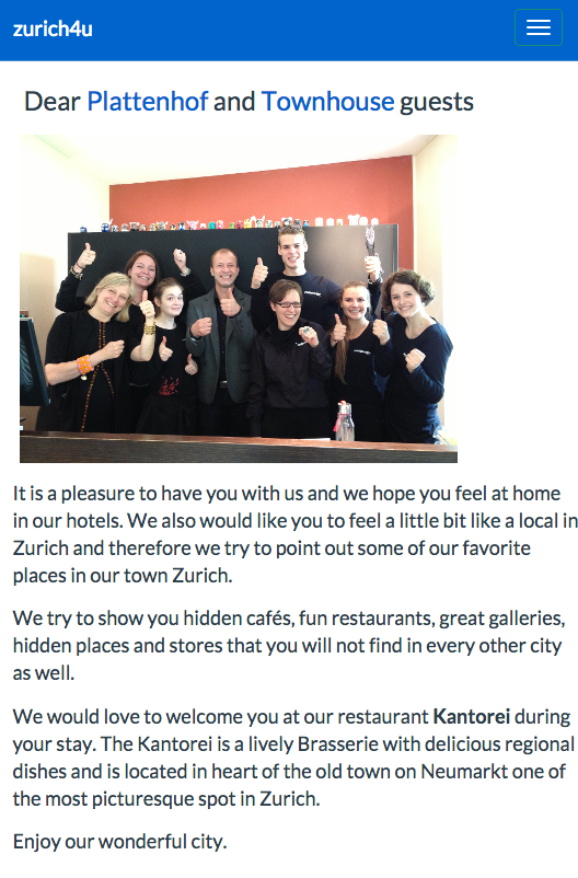 zurich4u
Dear Plattenhof and Townhouse guests
It is a pleasure to have you with us and we hope you feel at home
in our hotels. We also would like you to feel a little bit like a local in
Zurich and therefore we try to point out some of our favorite
places in our town Zurich.
We try to show you hidden cafés, fun restaurants, great galleries,
hidden places and stores that you will not find in every other city
as well.
We would love to welcome you at our restaurant Kantorei during
your stay. The Kantorei is a lively Brasserie with delicious regional
dishes and is located in heart of the old town on Neumarkt one of
the most picturesque spot in Zurich.
Enjoy our wonderful city.